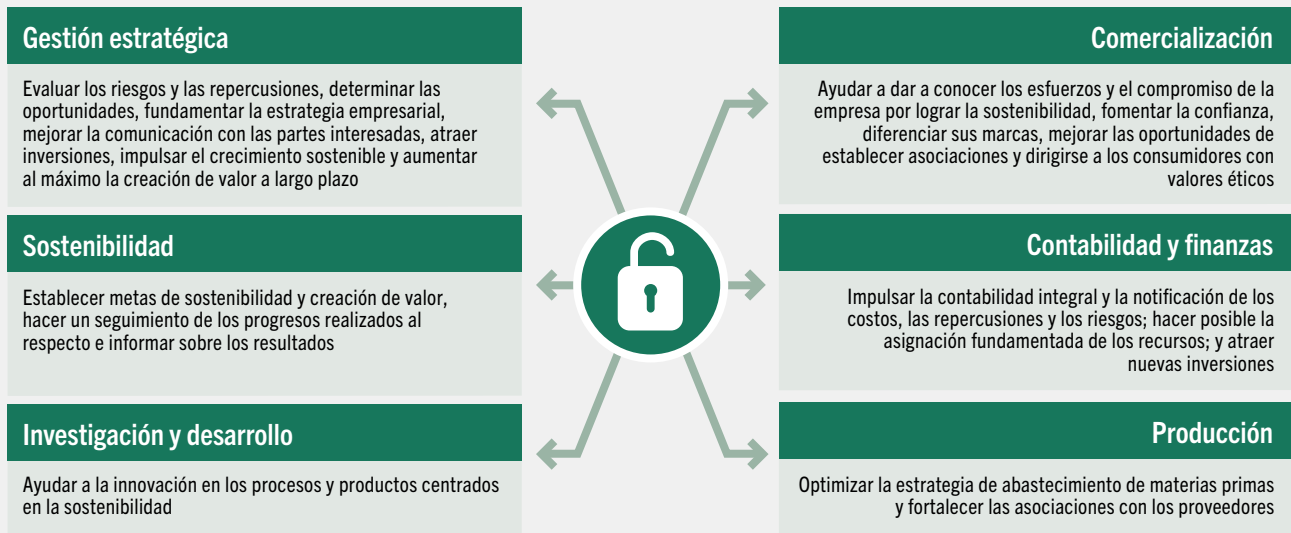 Gestión estratégica
Evaluar los riesgos y las repercusiones, determinar las
oportunidades, fundamentar la estrategia empresarial,
mejorar la comunicación con las partes interesadas, atraer
inversiones, impulsar el crecimiento sostenible y aumentar
al máximo la creación de valor a largo plazo
Sostenibilidad
Establecer metas de sostenibilidad y creación de valor,
hacer un seguimiento de los progresos realizados al
respecto e informar sobre los resultados
Investigación y desarrollo
Ayudar a la innovación en los procesos y productos centrados
en la sostenibilidad
Comercialización
Ayudar a dar a conocer los esfuerzos y el compromiso de la
empresa por lograr la sostenibilidad, fomentar la confianza,
diferenciar sus marcas, mejorar las oportunidades de
establecer asociaciones y dirigirse a los consumidores con
valores éticos
Contabilidad y finanzas
Impulsar la contabilidad integral y la notificación de los
costos, las repercusiones y los riesgos; hacer posible la
asignación fundamentada de los recursos; y atraer
nuevas inversiones
Producción
Optimizar la estrategia de abastecimiento de materias primas
y fortalecer las asociaciones con los proveedores